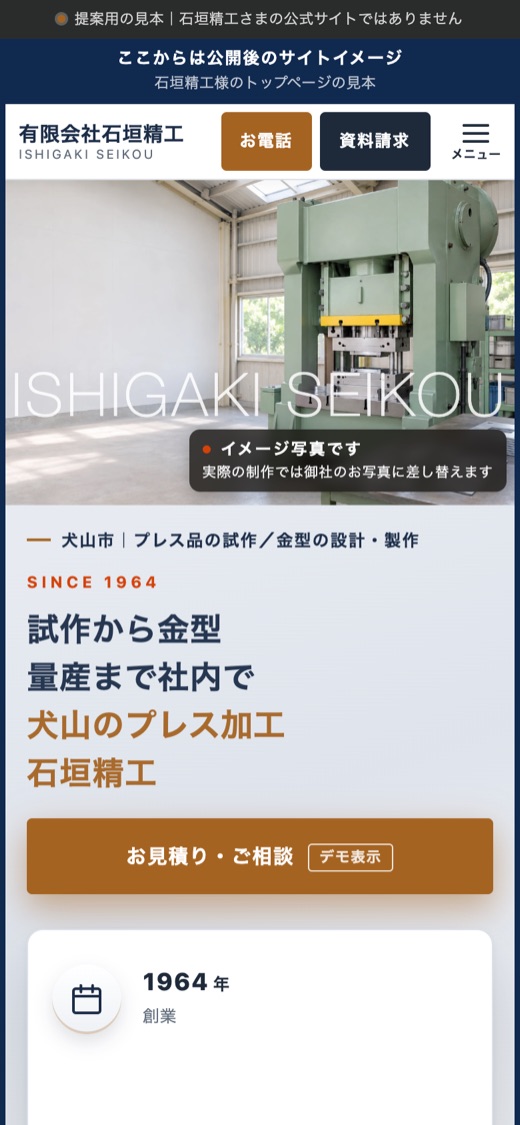 提案用の見本｜石垣精工さまの公式サイトではありません
ここからは公開後のサイトイメージ
石垣精工様のトップページの見本
有限会社石垣精工
ISHIGAKI SEIKOU
お電話
資料請求
メニュー
ISHIGAKI SEIKOU
イメージ写真です
実際の制作では御社のお写真に差し替えます
犬山市｜プレス品の試作／金型の設計・製作
SINCE 1964
試作から金型
量産まで社内で
犬山のプレス加工
石垣精工
お見積り・ご相談 デモ表示
1964 年
創業